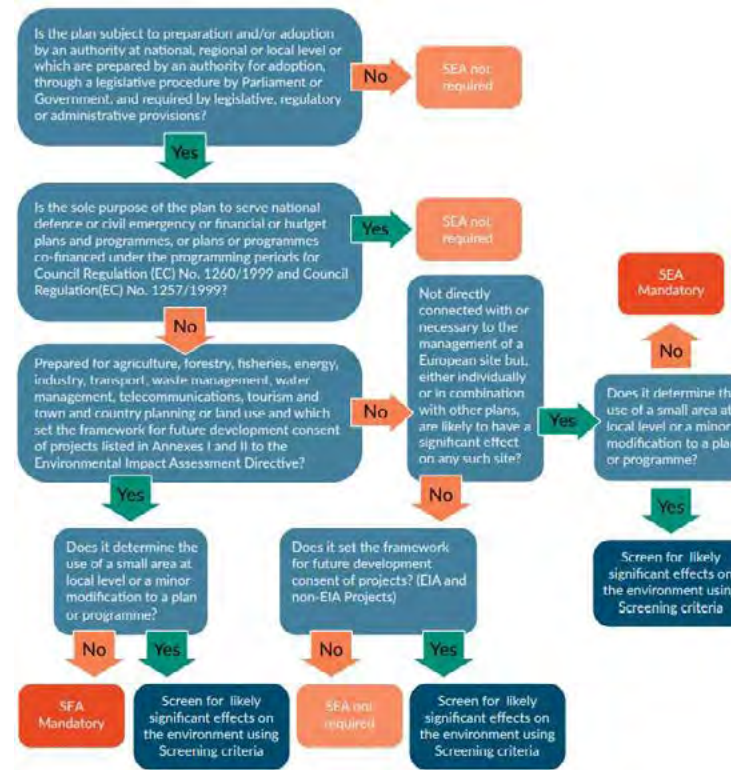 Is the plan subject to preparation and/or adoption
by an authority at national, regional or local level or
which are prepared by an authority for adoption,
through a legislative procedure by Parliament or
Government, and required by legislative, regulatory
or administrative provisions?
No
SEA not
required
Yes
Is the sole purpose of the plan to serve national
defence or civil emergency or financial or budget
plans and programmes, or plans or programmes
co-financed under the programming periods for
Council Regulation (EC) No. 1260/1999 and Council
Regulation(EC) No. 1257/1999?
Yes
SEA not
required
No
Prepared for agriculture, forestry, fisheries, energy,
industry, transport, waste management, water
management, telecommunications, tourism and
town and country planning or land use and which
set the framework for future development consent
of projects listed in Annexes I and II to the
Environmental Impact Assessment Directive?
No
Not directly
connected with or
necessary to the
management of a
European site but,
either individually
or in combination
with other plans,
are likely to have a
significant effect
on any such site?
Yes
SEA
Mandatory
No
Does it determine the
use of a small area at
local level or a minor
modification to a plan
or programme?
Yes
Screen for likely
significant effects on
the environment using
Screening criteria
Yes
Does it determine the
use of a small area at
local level or a minor
modification to a plan
or programme?
No
Yes
SEA
Mandatory
Screen for likely
significant effects on
the environment using
Screening criteria
No
Does it set the framework
for future development
consent of projects? (EIA and
non-EIA Projects)
No
Yes
SEA not
required
Screen for likely
significant effects on
the environment using
Screening criteria